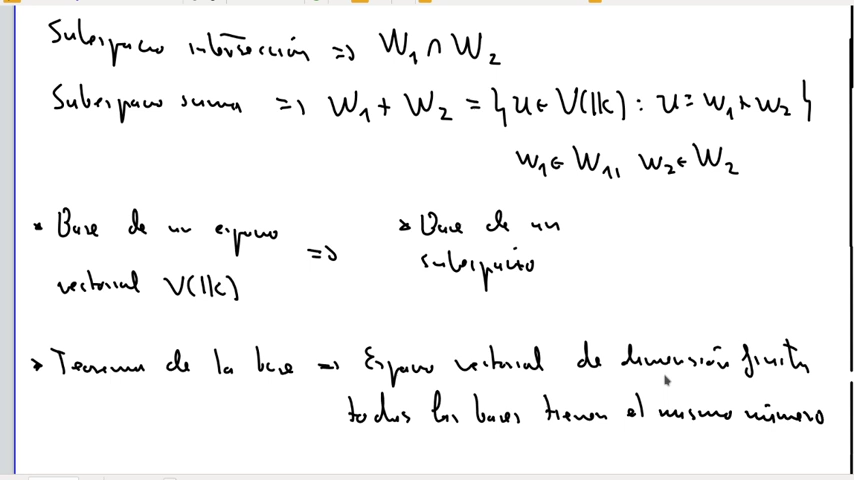 Subespacio intersección => W₁ ∩ W₂
Subespacio suma => W₁ + W₂ = { u ∈ V(𝕂) : u = w₁ + w₂ }
w₁ ∈ W₁, w₂ ∈ W₂
* Base de un espacio => * Base de un
vectorial V(𝕂) subespacio
* Teorema de la base => Espacio vectorial de dimensión finita
todas las bases tienen el mismo número